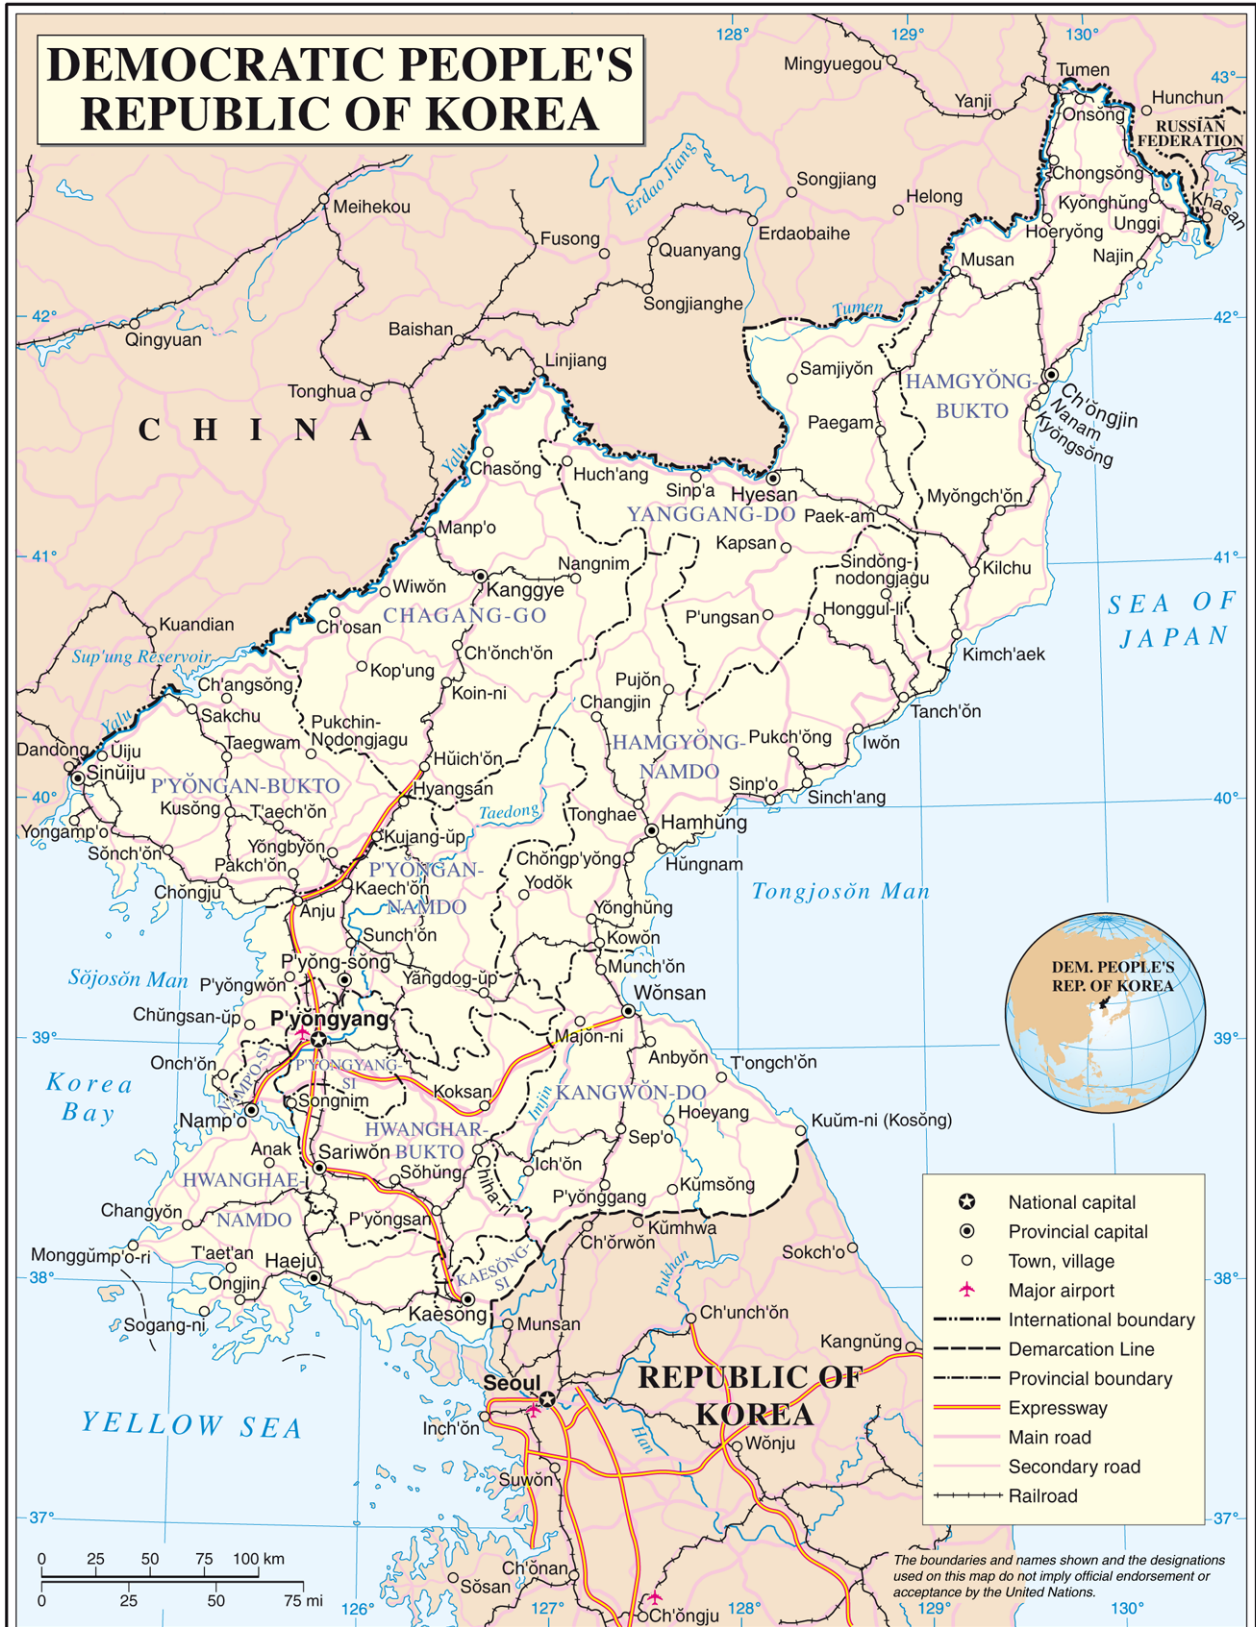 DEMOCRATIC PEOPLE'S
REPUBLIC OF KOREA
128°
129°
130°
43°
Mingyuegou
Tumen
Yanji
Hunchun
Onsŏng
RUSSIAN
FEDERATION
Erdao Jiang
Songjiang
Helong
Chongsŏng
Kyŏnghŭng
Khasan
Meihekou
Erdaobaihe
Hoeryŏng
Unggi
Fusong
Quanyang
Musan
Najin
Songjianghe
42°
Tumen
42°
Qingyuan
Baishan
Linjiang
Samjiyŏn
HAMGYŎNG-
BUKTO
Tonghua
Ch'ŏngjin
Nanam
Kyŏngsŏng
CHINA
Paegam
Yalu
Chasŏng
Huch'ang
Sinp'a
Hyesan
Myŏngch'ŏn
YANGGANG-DO
Paek-am
Manp'o
Kapsan
41°
41°
Nangnim
Sindŏng-
nodongjagu
Kilchu
Wiwŏn
Kanggye
CHAGANG-GO
Honggul-li
P'ungsan
SEA OF
JAPAN
Kuandian
Ch'osan
Sup'ung Reservoir
Ch'ŏnch'ŏn
Kimch'aek
Kop'ung
Koin-ni
Ch'angsŏng
Pujŏn
Changjin
Yalu
Sakchu
Tanch'ŏn
Pukchin-
Nodongjagu
Dandong
Ŭiju
Taegwam
Pukch'ŏng
Iwŏn
HAMGYŎNG-
NAMDO
Sinŭiju
Hŭich'ŏn
P'YŎNGAN-BUKTO
Hyangsan
Sinp'o
Sinch'ang
40°
40°
Kusŏng
T'aech'ŏn
Taedong
Tonghae
Hamhŭng
Yongamp'o
Kujang-ŭp
Sŏnch'ŏn
Yŏngbyŏn
Chŏngp'yŏng
Hŭngnam
Pakch'ŏn
P'YŎNGAN-
NAMDO
Chŏngju
Kaech'ŏn
Yodŏk
Tongjosŏn Man
Anju
Yŏnghŭng
Sunch'ŏn
Kowŏn
P'yŏng-sŏng
Munch'ŏn
DEM. PEOPLE'S
REP. OF KOREA
Sŏjosŏn Man
P'yŏngwŏn
Yangdog-ŭp
Wŏnsan
Chŭngsan-ŭp
P'yŏngyang
39°
Majŏn-ni
39°
Anbyŏn
T'ongch'ŏn
Onch'ŏn
NAMPO-SI
P'YONGYANG-
SI
Korea
Bay
Koksan
Imjin
KANGWŎN-DO
Songnim
Namp'o
Hoeyang
Kuŭm-ni (Kosŏng)
HWANGHAR-
BUKTO
Sep'o
Anak
Sariwŏn
Sŏhŭng
Ich'ŏn
HWANGHAE-
NAMDO
China-ri
P'yŏnggang
Kŭmsŏng
National capital
Changyŏn
P'yŏngsan
Kŭmhwa
Provincial capital
Ch'ŏrwŏn
Sokch'o
Monggŭmp'o-ri
T'aet'an
Haeju
KAESŎNG-
SI
Pukhan
Town, village
38°
38°
Ongjin
Major airport
Kaesŏng
Sogang-ni
Munsan
Ch'unch'ŏn
International boundary
Kangnŭng
Demarcation Line
Seoul
REPUBLIC OF
KOREA
Provincial boundary
Expressway
YELLOW SEA
Inch'ŏn
Han
Wŏnju
Main road
Suwŏn
Secondary road
Railroad
37°
37°
0 25 50 75 100 km
0 25 50 75 mi
Ch'ŏnan
Sŏsan
Ch'ŏngju
The boundaries and names shown and the designations
used on this map do not imply official endorsement or
acceptance by the United Nations.
126°
127°
128°
129°
130°